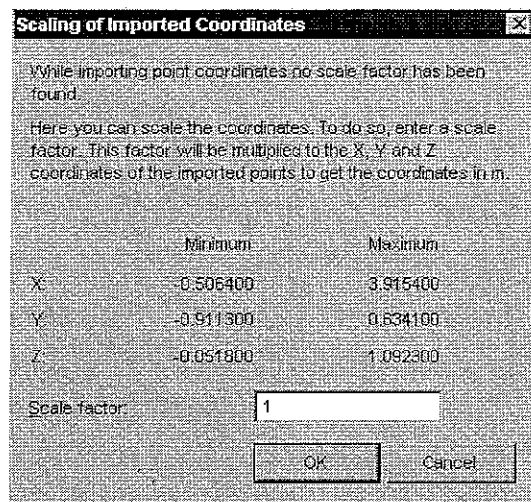 Scaling of Imported Coordinates
While importing point coordinates no scale factor has been
found.
Here you can scale the coordinates. To do so, enter a scale
factor. This factor will be multiplied to the X, Y and Z
coordinates of the imported points to get the coordinates in m.
Minimum Maximum
X: -0.506400 3.915400
Y: -0.911300 0.634100
Z: -0.051800 1.092300
Scale factor: 1
OK Cancel